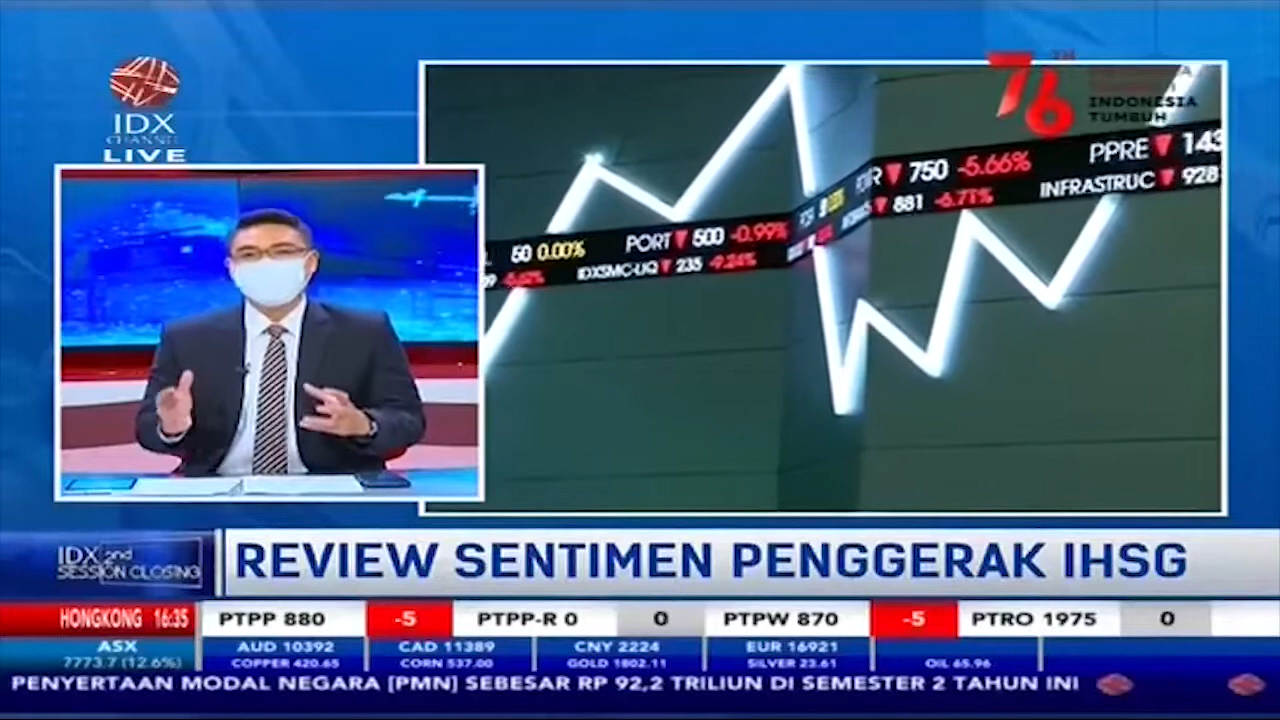 IDX
CHANNEL
LIVE
76TH
INDONESIA
TUMBUH
50 0.00%
PORT 500 -0.99%
750 -5.66%
PPRE 143
-5.62%
IDXSMC-LIQ 235 -9.24%
881 -6.71%
INFRASTRUC 928
IDX and
SESSION CLOSING
REVIEW SENTIMEN PENGGERAK IHSG
HONGKONG 16:35
PTPP 880 -5 PTPP-R 0 0 PTPW 870 -5 PTRO 1975 0
ASX AUD 10392 CAD 11389 CNY 2224 EUR 16921
7773.7 (12.6%) COPPER 420.65 CORN 537.00 GOLD 1802.11 SILVER 23.61 OIL 65.96
PENYERTAAN MODAL NEGARA (PMN) SEBESAR RP 92,2 TRILIUN DI SEMESTER 2 TAHUN INI